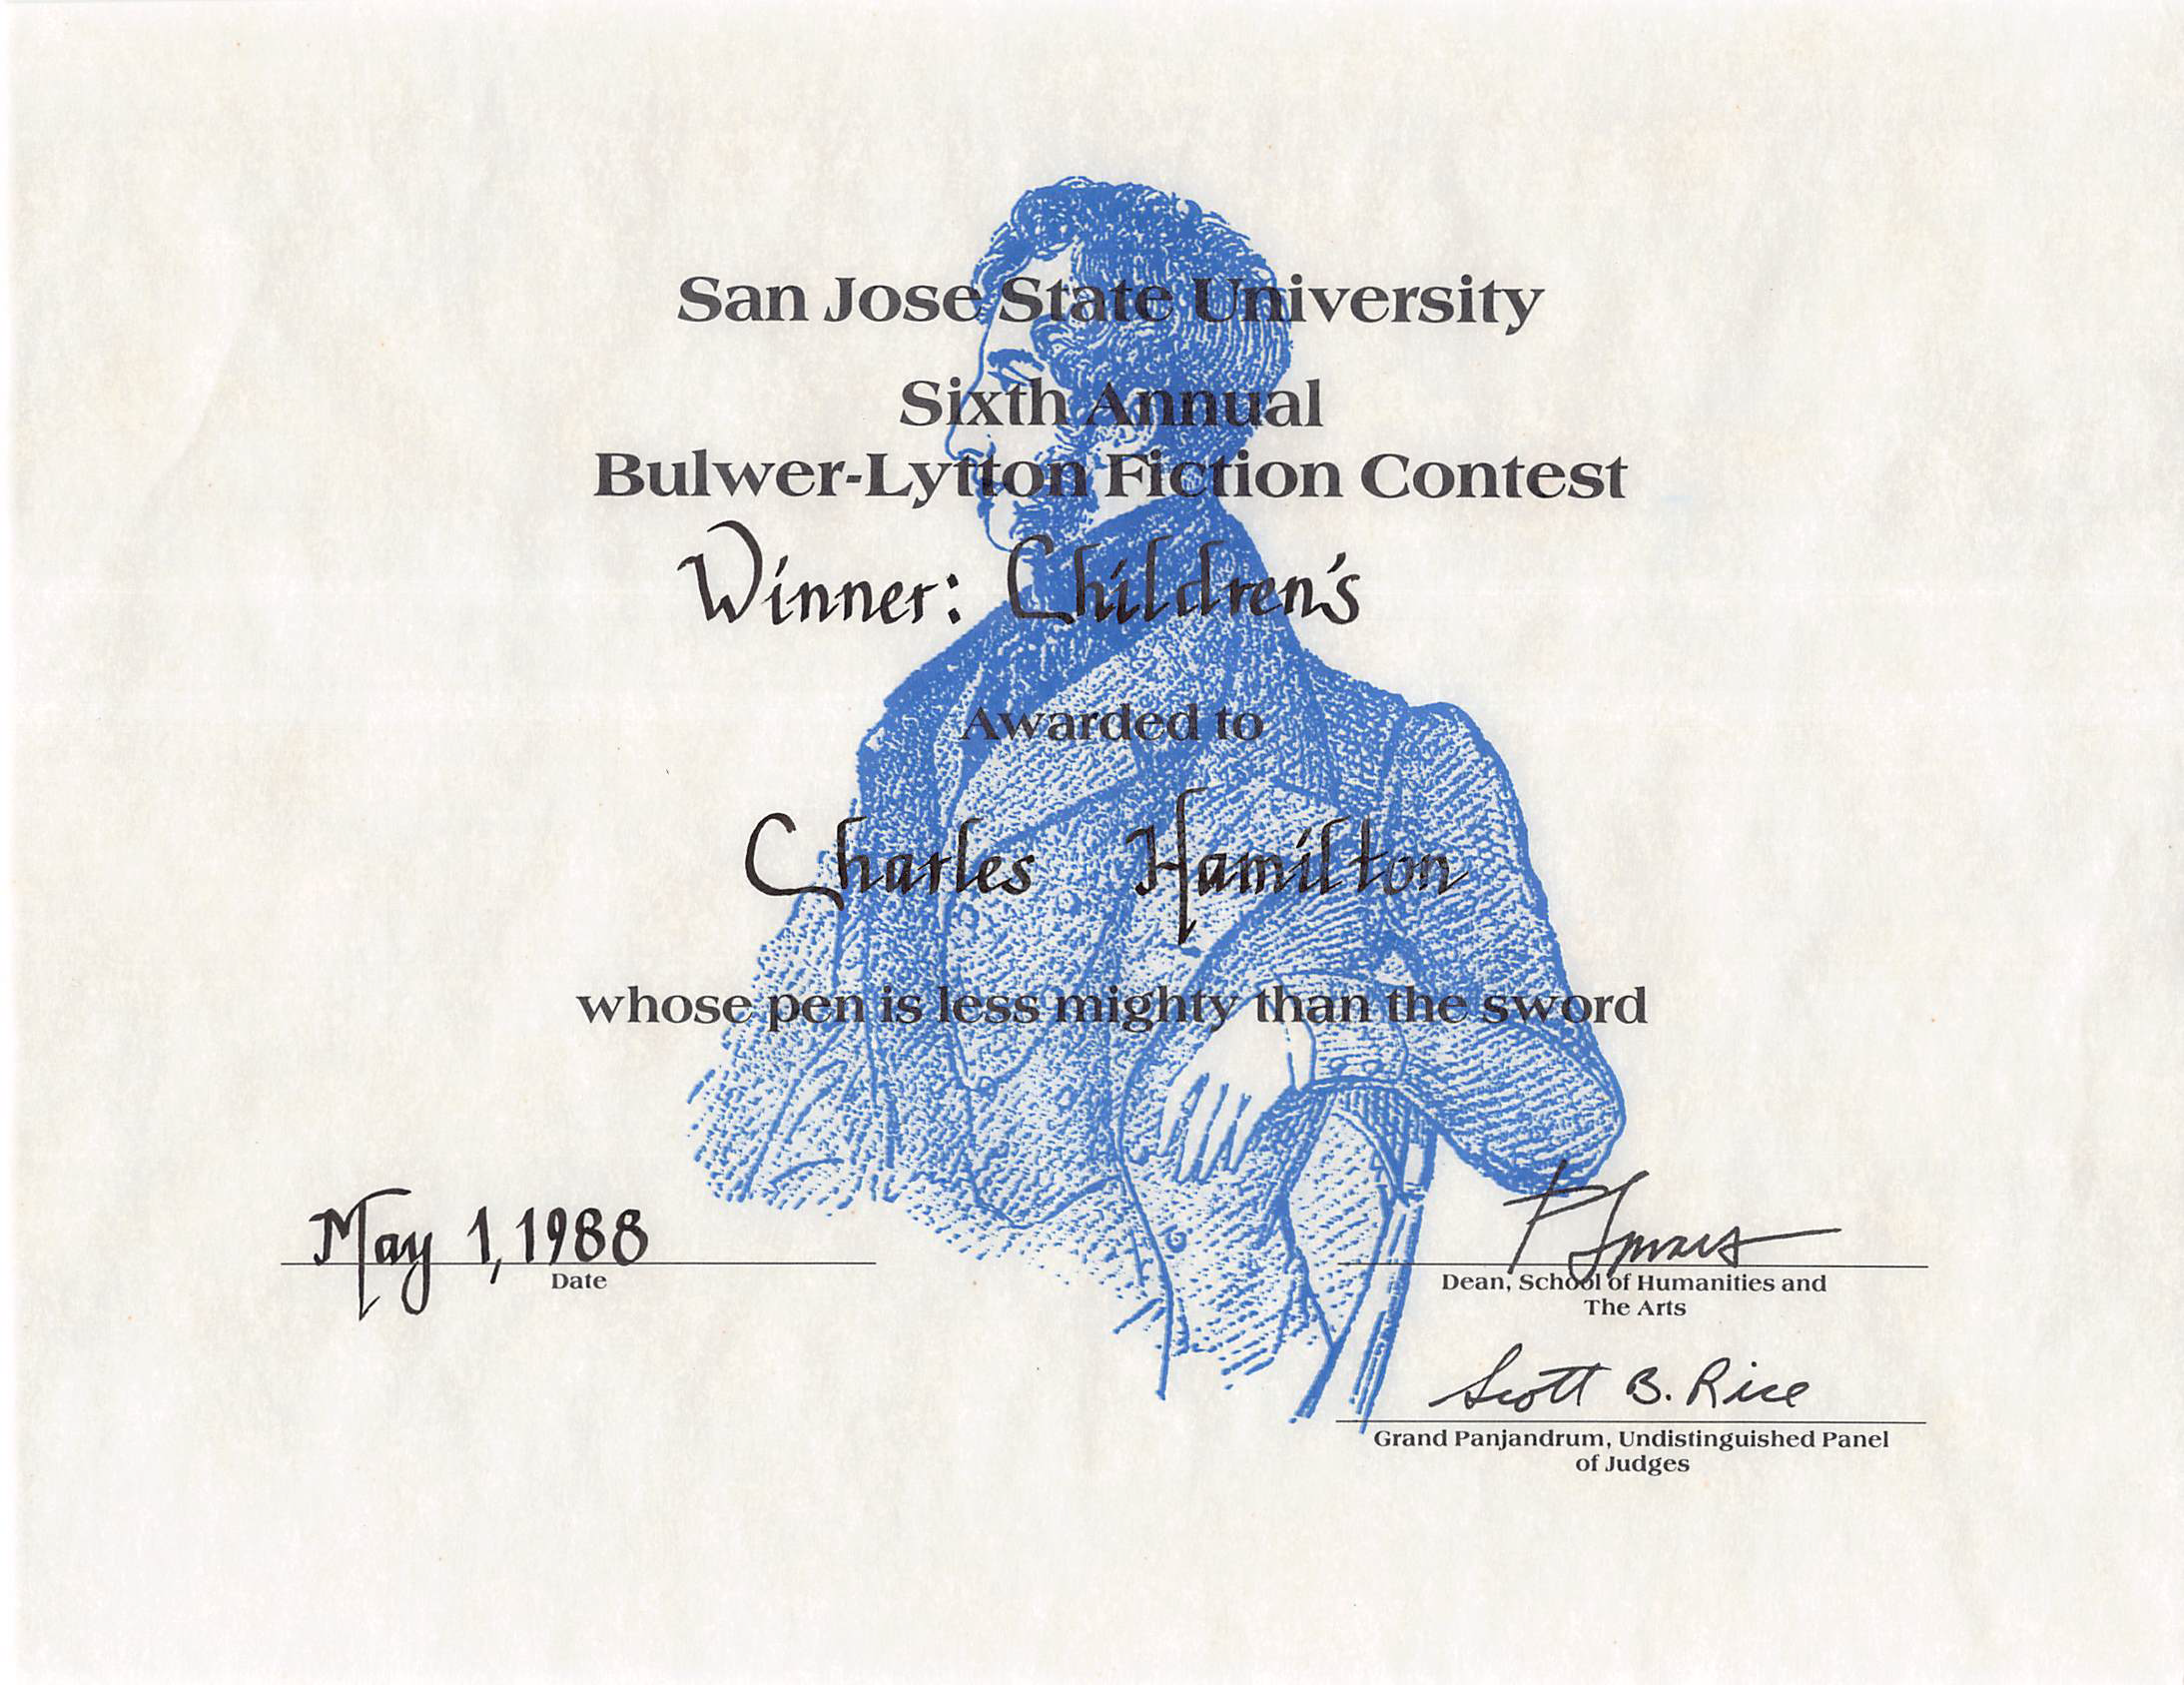 San Jose State University
Sixth Annual
Bulwer-Lytton Fiction Contest
Winner: Children's
Awarded to
Charles Hamilton
whose pen is less mighty than the sword
May 1, 1988
Date
Dean, School of Humanities and
The Arts
Scott B. Rice
Grand Panjandrum, Undistinguished Panel
of Judges